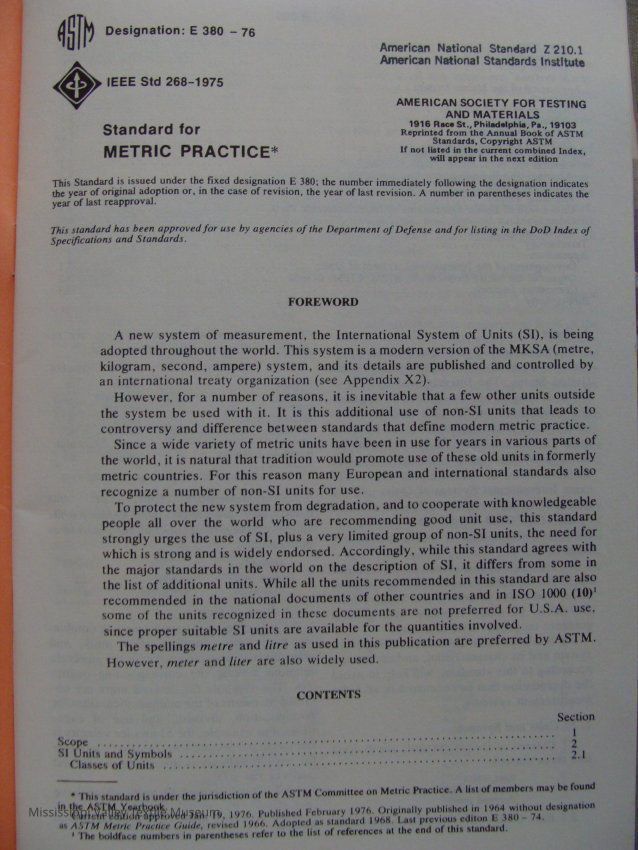 ASTM Designation: E 380 – 76
American National Standard Z 210.1
American National Standards Institute
IEEE Std 268–1975
AMERICAN SOCIETY FOR TESTING
AND MATERIALS
1916 Race St., Philadelphia, Pa., 19103
Reprinted from the Annual Book of ASTM
Standards, Copyright ASTM
If not listed in the current combined Index,
will appear in the next edition
Standard for
METRIC PRACTICE*
This Standard is issued under the fixed designation E 380; the number immediately following the designation indicates
the year of original adoption or, in the case of revision, the year of last revision. A number in parentheses indicates the
year of last reapproval.
This standard has been approved for use by agencies of the Department of Defense and for listing in the DoD Index of
Specifications and Standards.
FOREWORD
A new system of measurement, the International System of Units (SI), is being
adopted throughout the world. This system is a modern version of the MKSA (metre,
kilogram, second, ampere) system, and its details are published and controlled by
an international treaty organization (see Appendix X2).
However, for a number of reasons, it is inevitable that a few other units outside
the system be used with it. It is this additional use of non-SI units that leads to
controversy and difference between standards that define modern metric practice.
Since a wide variety of metric units have been in use for years in various parts of
the world, it is natural that tradition would promote use of these old units in formerly
metric countries. For this reason many European and international standards also
recognize a number of non-SI units for use.
To protect the new system from degradation, and to cooperate with knowledgeable
people all over the world who are recommending good unit use, this standard
strongly urges the use of SI, plus a very limited group of non-SI units, the need for
which is strong and is widely endorsed. Accordingly, while this standard agrees with
the major standards in the world on the description of SI, it differs from some in
the list of additional units. While all the units recommended in this standard are also
recommended in the national documents of other countries and in ISO 1000 (10)¹
some of the units recognized in these documents are not preferred for U.S.A. use,
since proper suitable SI units are available for the quantities involved.
The spellings metre and litre as used in this publication are preferred by ASTM.
However, meter and liter are also widely used.
CONTENTS
Section
Scope ........ 1
SI Units and Symbols ........ 2
Classes of Units ........ 2.1
* This standard is under the jurisdiction of the ASTM Committee on Metric Practice. A list of members may be found
in the ASTM Yearbook.
Current edition approved Jan 19, 1976. Published February 1976. Originally published in 1964 without designation
as ASTM Metric Practice Guide, revised 1966. Adopted as standard 1968. Last previous editon E 380 – 74.
¹ The boldface numbers in parentheses refer to the list of references at the end of this standard.
Museum